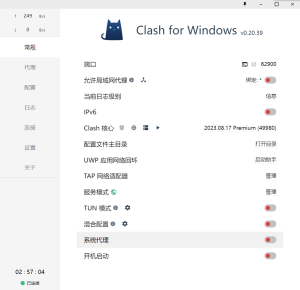 ↑ 249 B/s
↓ 0 B/s
常规
代理
配置
日志
连接
设置
关于
02 : 57 : 04
已连接
Clash for Windows v0.20.39
端口 62900
允许局域网代理 绑定: *
当前日志级别 信息
IPv6
Clash 核心 2023.08.17 Premium (49980)
配置文件主目录 打开目录
UWP 应用网络回环 启动助手
TAP 网络适配器 管理
服务模式 管理
TUN 模式
混合配置
系统代理
开机启动